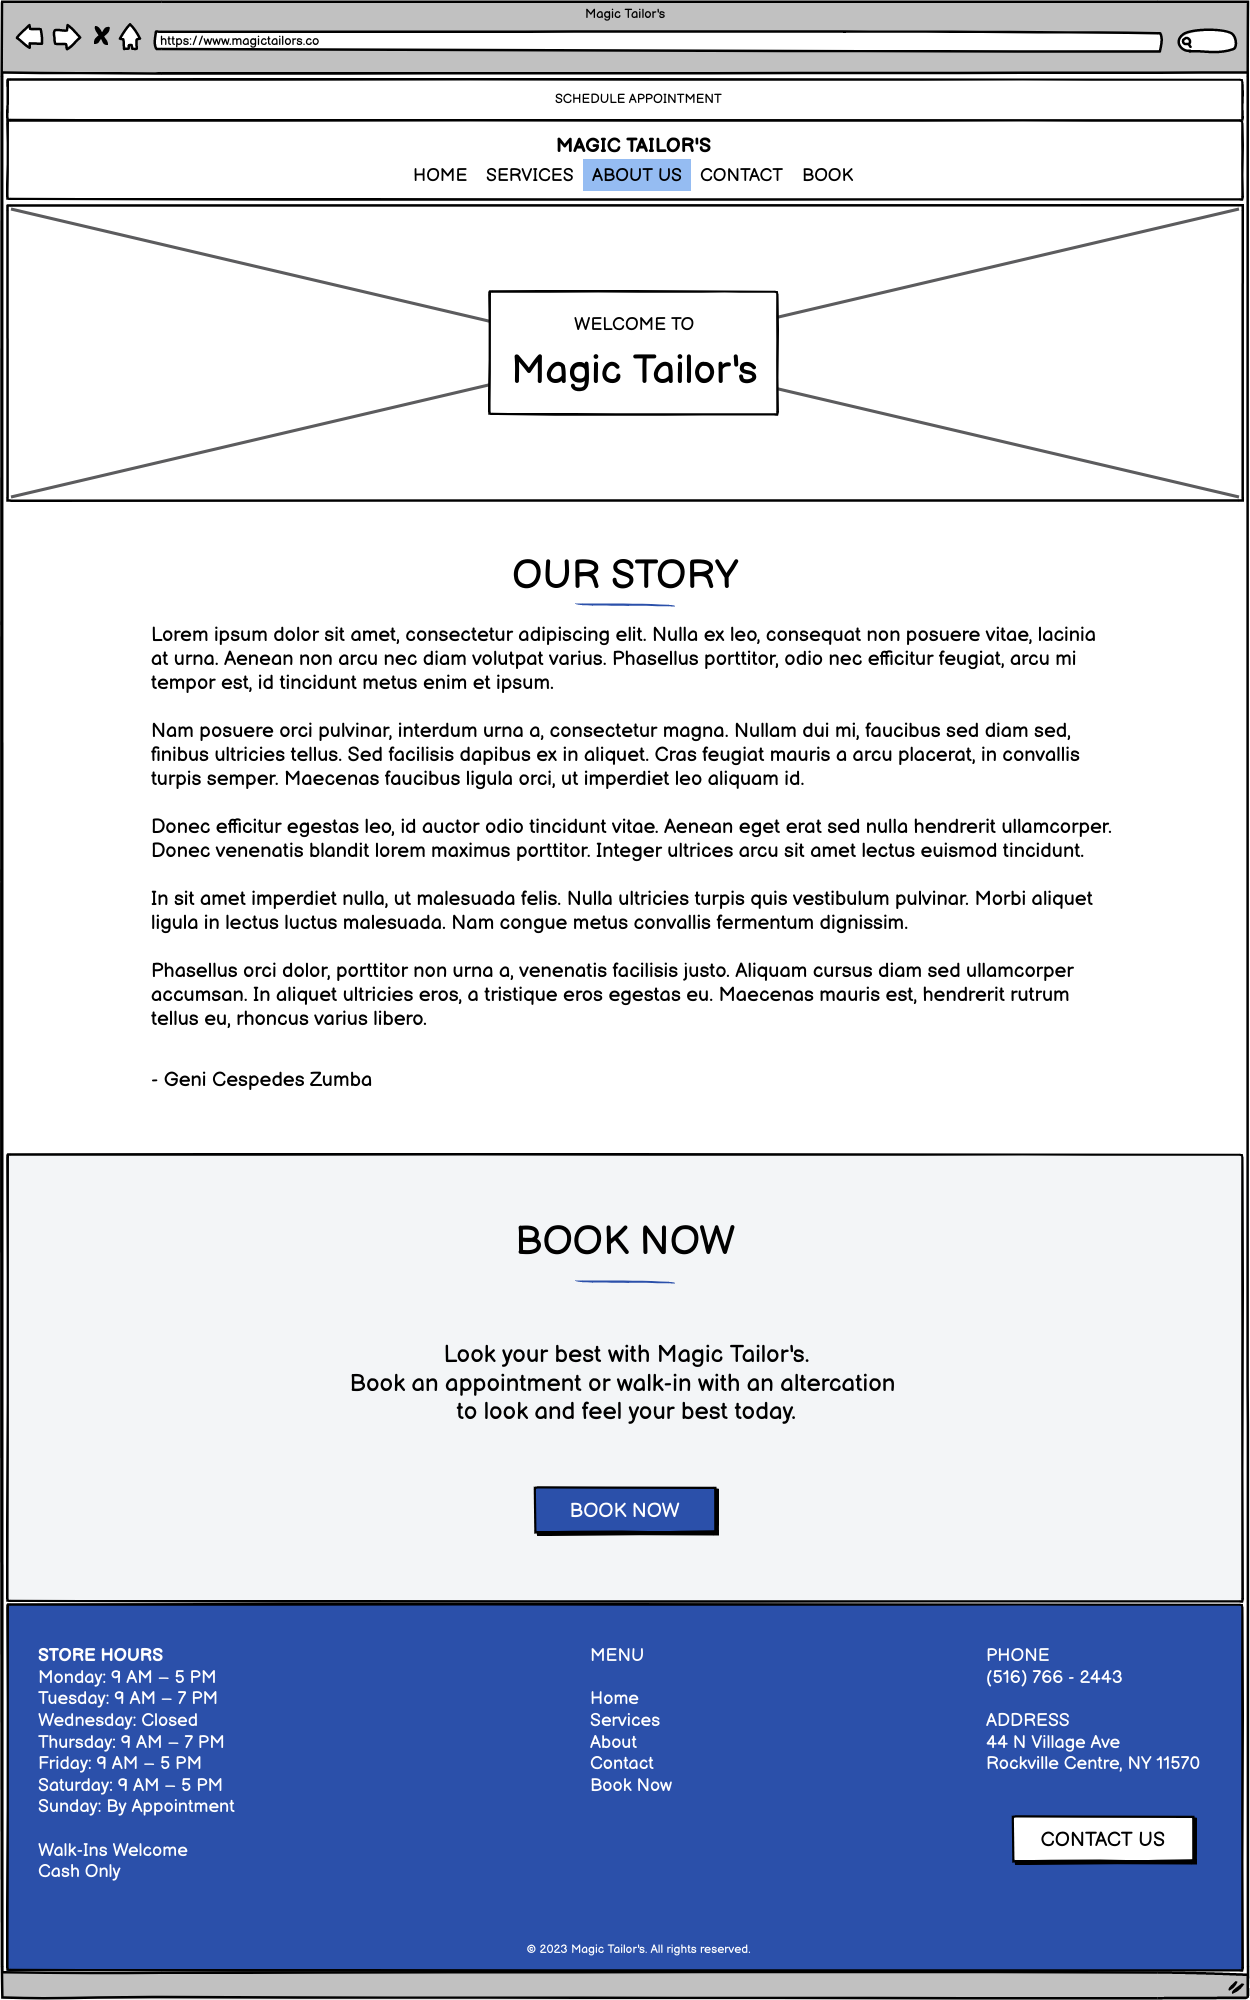 Magic Tailor's
https://www.magictailors.co
SCHEDULE APPOINTMENT
MAGIC TAILOR'S
HOME SERVICES ABOUT US CONTACT BOOK
WELCOME TO
Magic Tailor's
OUR STORY
Lorem ipsum dolor sit amet, consectetur adipiscing elit. Nulla ex leo, consequat non posuere vitae, lacinia
at urna. Aenean non arcu nec diam volutpat varius. Phasellus porttitor, odio nec efficitur feugiat, arcu mi
tempor est, id tincidunt metus enim et ipsum.
Nam posuere orci pulvinar, interdum urna a, consectetur magna. Nullam dui mi, faucibus sed diam sed,
finibus ultricies tellus. Sed facilisis dapibus ex in aliquet. Cras feugiat mauris a arcu placerat, in convallis
turpis semper. Maecenas faucibus ligula orci, ut imperdiet leo aliquam id.
Donec efficitur egestas leo, id auctor odio tincidunt vitae. Aenean eget erat sed nulla hendrerit ullamcorper.
Donec venenatis blandit lorem maximus porttitor. Integer ultrices arcu sit amet lectus euismod tincidunt.
In sit amet imperdiet nulla, ut malesuada felis. Nulla ultricies turpis quis vestibulum pulvinar. Morbi aliquet
ligula in lectus luctus malesuada. Nam congue metus convallis fermentum dignissim.
Phasellus orci dolor, porttitor non urna a, venenatis facilisis justo. Aliquam cursus diam sed ullamcorper
accumsan. In aliquet ultricies eros, a tristique eros egestas eu. Maecenas mauris est, hendrerit rutrum
tellus eu, rhoncus varius libero.
- Geni Cespedes Zumba
BOOK NOW
Look your best with Magic Tailor's.
Book an appointment or walk-in with an altercation
to look and feel your best today.
BOOK NOW
STORE HOURS
Monday: 9 AM – 5 PM
Tuesday: 9 AM – 7 PM
Wednesday: Closed
Thursday: 9 AM – 7 PM
Friday: 9 AM – 5 PM
Saturday: 9 AM – 5 PM
Sunday: By Appointment
Walk-Ins Welcome
Cash Only
MENU
Home
Services
About
Contact
Book Now
PHONE
(516) 766 - 2443
ADDRESS
44 N Village Ave
Rockville Centre, NY 11570
CONTACT US
© 2023 Magic Tailor's. All rights reserved.